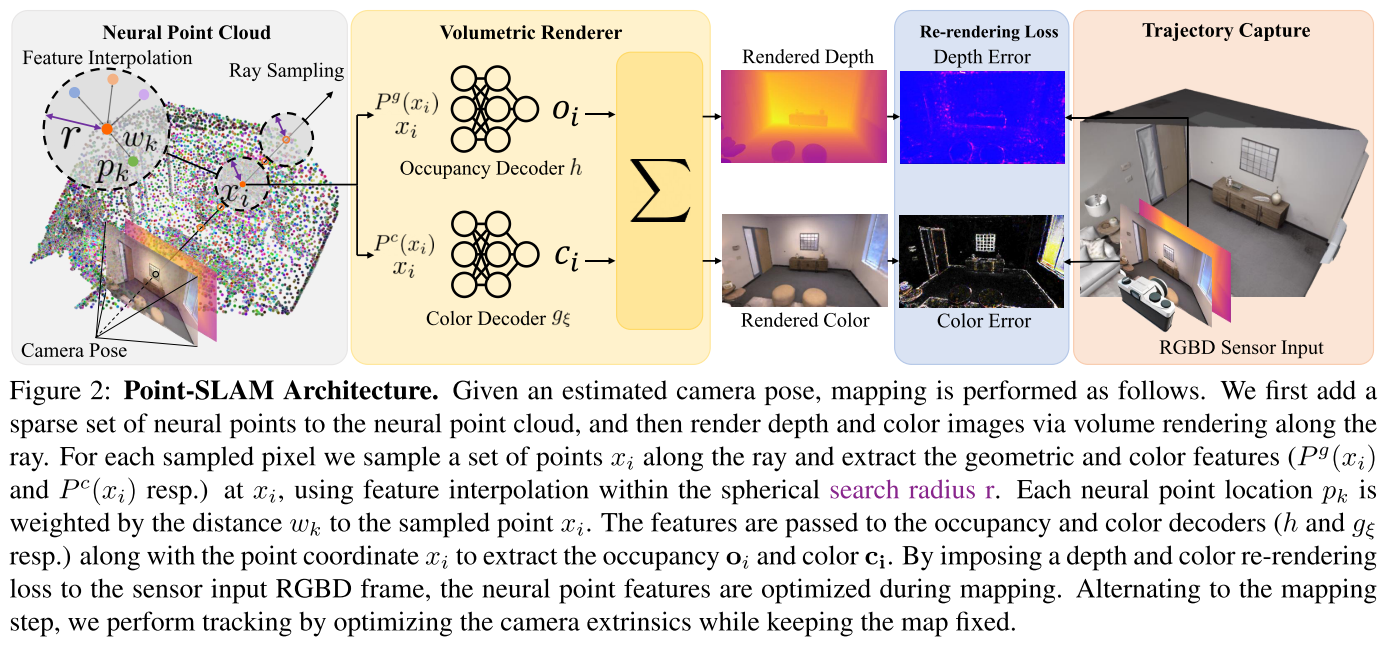 Neural Point Cloud
Feature Interpolation
Ray Sampling
r
w_k
p_k
x_i
Camera Pose
Volumetric Renderer
P^g(x_i)
x_i
o_i
Occupancy Decoder h
P^c(x_i)
x_i
c_i
Color Decoder g_ξ
∑
Rendered Depth
Rendered Color
Re-rendering Loss
Depth Error
Color Error
Trajectory Capture
RGBD Sensor Input
Figure 2: Point-SLAM Architecture. Given an estimated camera pose, mapping is performed as follows. We first add a
sparse set of neural points to the neural point cloud, and then render depth and color images via volume rendering along the
ray. For each sampled pixel we sample a set of points x_i along the ray and extract the geometric and color features (P^g(x_i)
and P^c(x_i) resp.) at x_i, using feature interpolation within the spherical search radius r. Each neural point location p_k is
weighted by the distance w_k to the sampled point x_i. The features are passed to the occupancy and color decoders (h and g_ξ
resp.) along with the point coordinate x_i to extract the occupancy o_i and color c_i. By imposing a depth and color re-rendering
loss to the sensor input RGBD frame, the neural point features are optimized during mapping. Alternating to the mapping
step, we perform tracking by optimizing the camera extrinsics while keeping the map fixed.